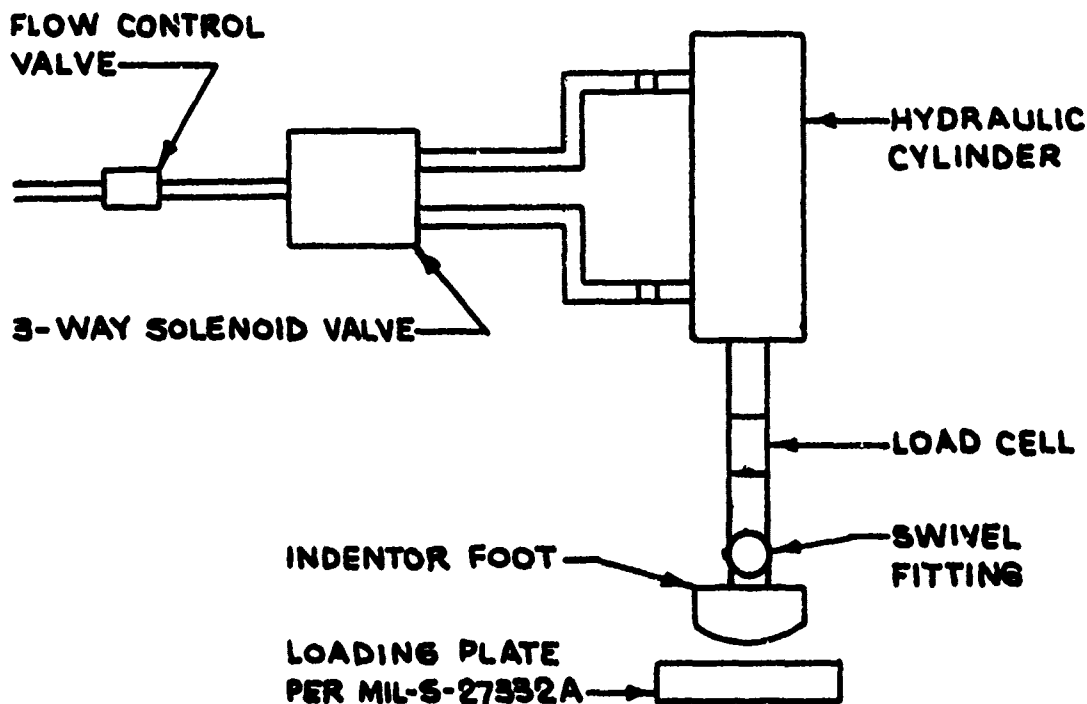 FLOW CONTROL
VALVE
HYDRAULIC
CYLINDER
3-WAY SOLENOID VALVE
LOAD CELL
SWIVEL
FITTING
INDENTOR FOOT
LOADING PLATE
PER MIL-S-27332A